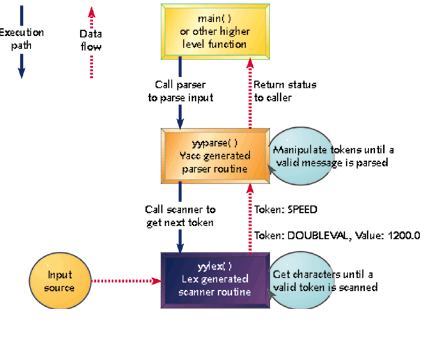 Execution
path
Data
flow
main( )
or other higher
level function
Call parser
to parse input
Return status
to caller
yyparse( )
Yacc generated
parser routine
Manipulate tokens until a
valid message is parsed
Call scanner to
get next token
Token: SPEED
Token: DOUBLEVAL, Value: 1200.0
Input
source
yylex( )
Lex generated
scanner routine
Get characters until a
valid token is scanned